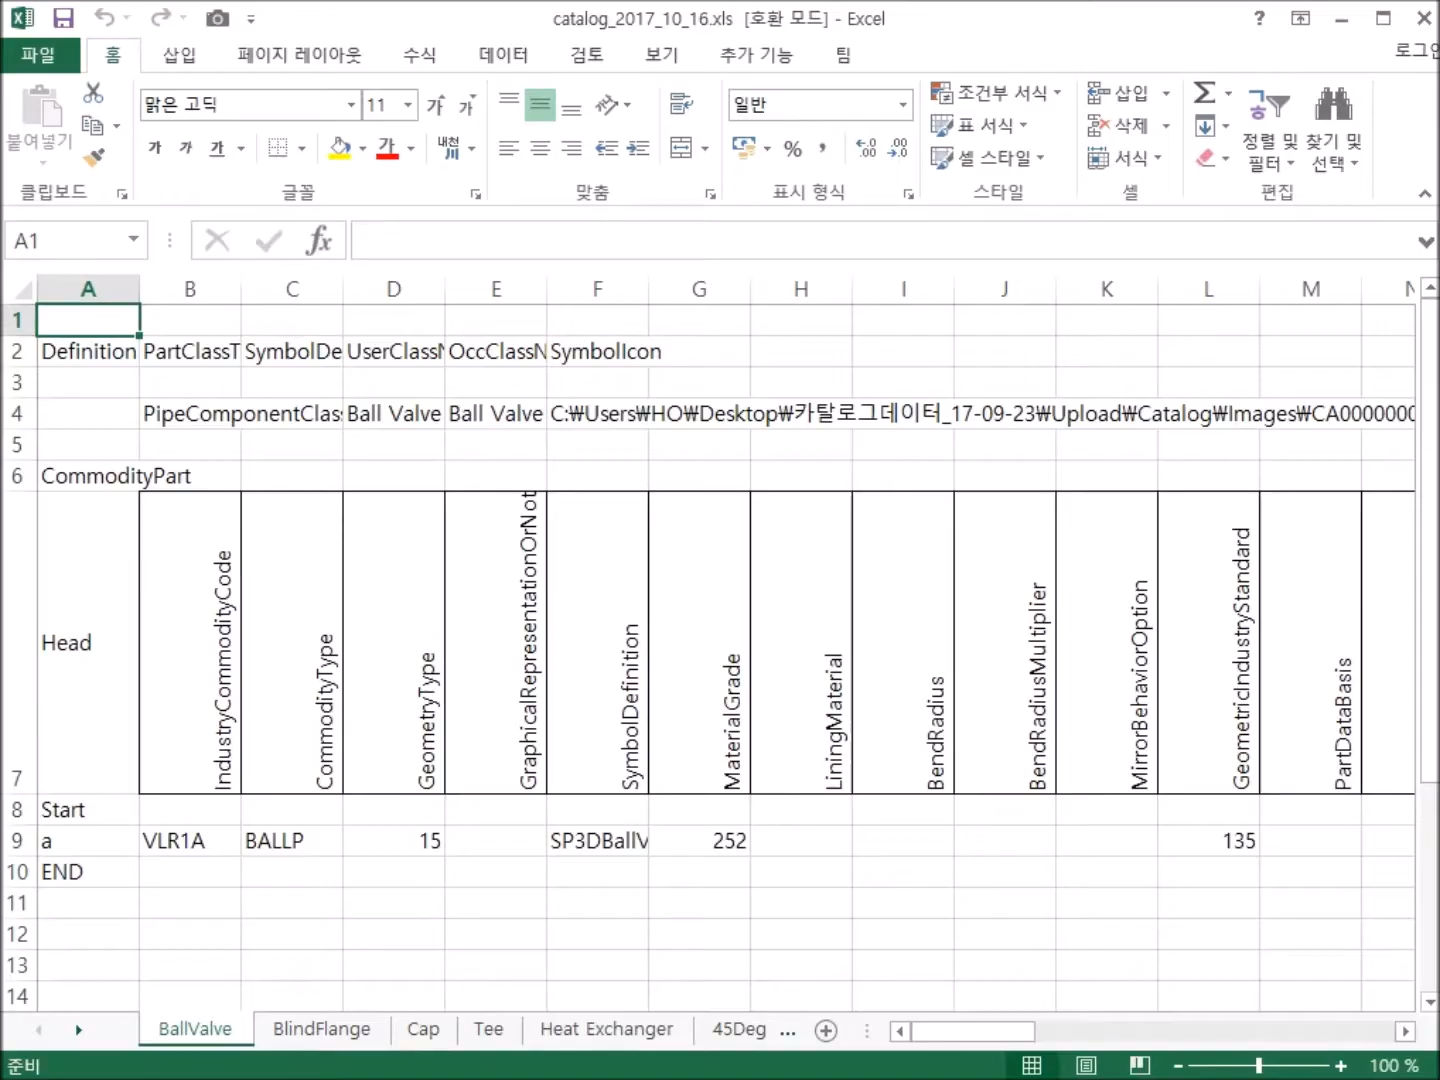 catalog_2017_10_16.xls [호환 모드] - Excel
파일 홈 삽입 페이지 레이아웃 수식 데이터 검토 보기 추가 기능 팀 로그인
맑은 고딕 11 가 가 일반 조건부 서식 삽입
붙여넣기 표 서식 삭제 정렬 및 찾기 및
가 가 가 가 내천 % , 셀 스타일 서식 필터 선택
클립보드 글꼴 맞춤 표시 형식 스타일 셀 편집
A1 fx
A B C D E F G H I J K L M
1
2 Definition PartClassT SymbolDe UserClassN OccClassN SymbolIcon
3
4 PipeComponentClas Ball Valve Ball Valve C:₩Users₩HO₩Desktop₩카탈로그데이터_17-09-23₩Upload₩Catalog₩Images₩CA0000000
5
6 CommodityPart
7 Head IndustryCommodityCode CommodityType GeometryType GraphicalRepresentationOrNot SymbolDefinition MaterialGrade LiningMaterial BendRadius BendRadiusMultiplier MirrorBehaviorOption GeometricIndustryStandard PartDataBasis
8 Start
9 a VLR1A BALLP 15 SP3DBallV 252 135
10 END
11
12
13
14
BallValve BlindFlange Cap Tee Heat Exchanger 45Deg ...
준비 100 %